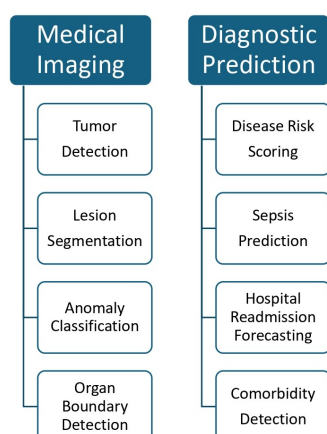 Medical
Imaging
Tumor
Detection
Lesion
Segmentation
Anomaly
Classification
Organ
Boundary
Detection
Diagnostic
Prediction
Disease Risk
Scoring
Sepsis
Prediction
Hospital
Readmission
Forecasting
Comorbidity
Detection